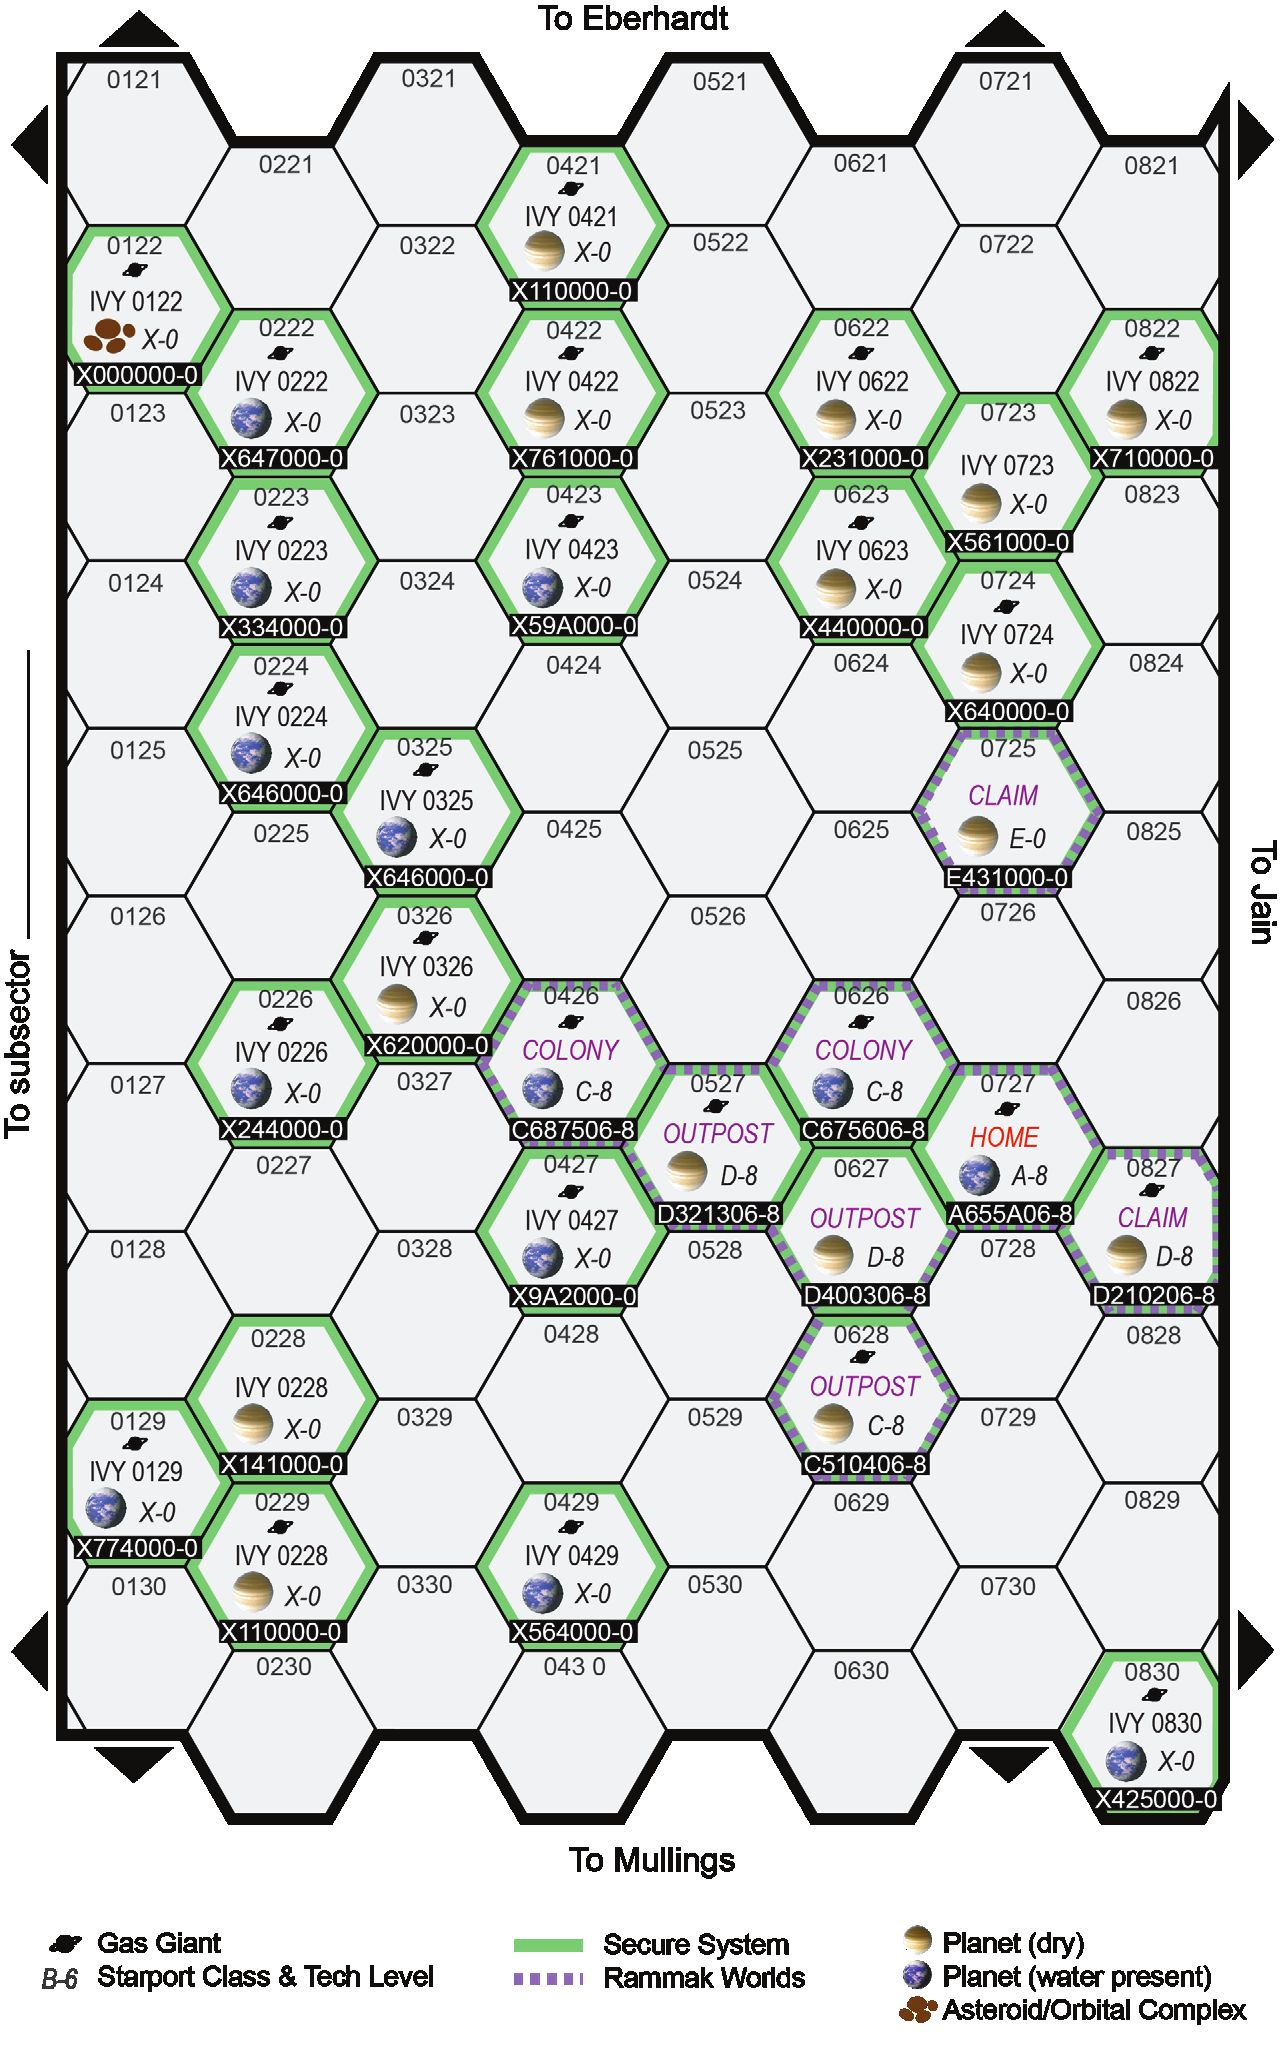 To Eberhardt
0121
0321
0521
0721
0221
0421
IVY 0421
X-0
X110000-0
0621
0821
0122
IVY 0122
X-0
X000000-0
0322
0522
0722
0222
IVY 0222
X-0
X647000-0
0422
IVY 0422
X-0
X761000-0
0622
IVY 0622
X-0
X231000-0
0822
IVY 0822
X-0
X710000-0
0123
0323
0523
0723
IVY 0723
X-0
X561000-0
0223
IVY 0223
X-0
X334000-0
0423
IVY 0423
X-0
X59A000-0
0623
IVY 0623
X-0
X440000-0
0823
0124
0324
0524
0724
IVY 0724
X-0
X640000-0
0224
IVY 0224
X-0
X646000-0
0424
0624
0824
0125
0325
IVY 0325
X-0
X646000-0
0525
0725
CLAIM
E-0
E431000-0
0225
0425
0625
0825
0126
0326
IVY 0326
X-0
X620000-0
0526
0726
0226
IVY 0226
X-0
X244000-0
0426
COLONY
C-8
C687506-8
0626
COLONY
C-8
C675606-8
0826
0127
0327
0527
OUTPOST
D-8
D321306-8
0727
HOME
A-8
A655A06-8
0227
0427
IVY 0427
X-0
X9A2000-0
0627
OUTPOST
D-8
D400306-8
0827
CLAIM
D-8
D210206-8
0128
0328
0528
0728
0228
IVY 0228
X-0
X141000-0
0428
0628
OUTPOST
C-8
C510406-8
0828
0129
IVY 0129
X-0
X774000-0
0329
0529
0729
0229
IVY 0228
X-0
X110000-0
0429
IVY 0429
X-0
X564000-0
0629
0829
0130
0330
0530
0730
0230
043 0
0630
0830
IVY 0830
X-0
X425000-0
To subsector ________
To Jain
To Mullings
Gas Giant
B-6 Starport Class & Tech Level
Secure System
Rammak Worlds
Planet (dry)
Planet (water present)
Asteroid/Orbital Complex